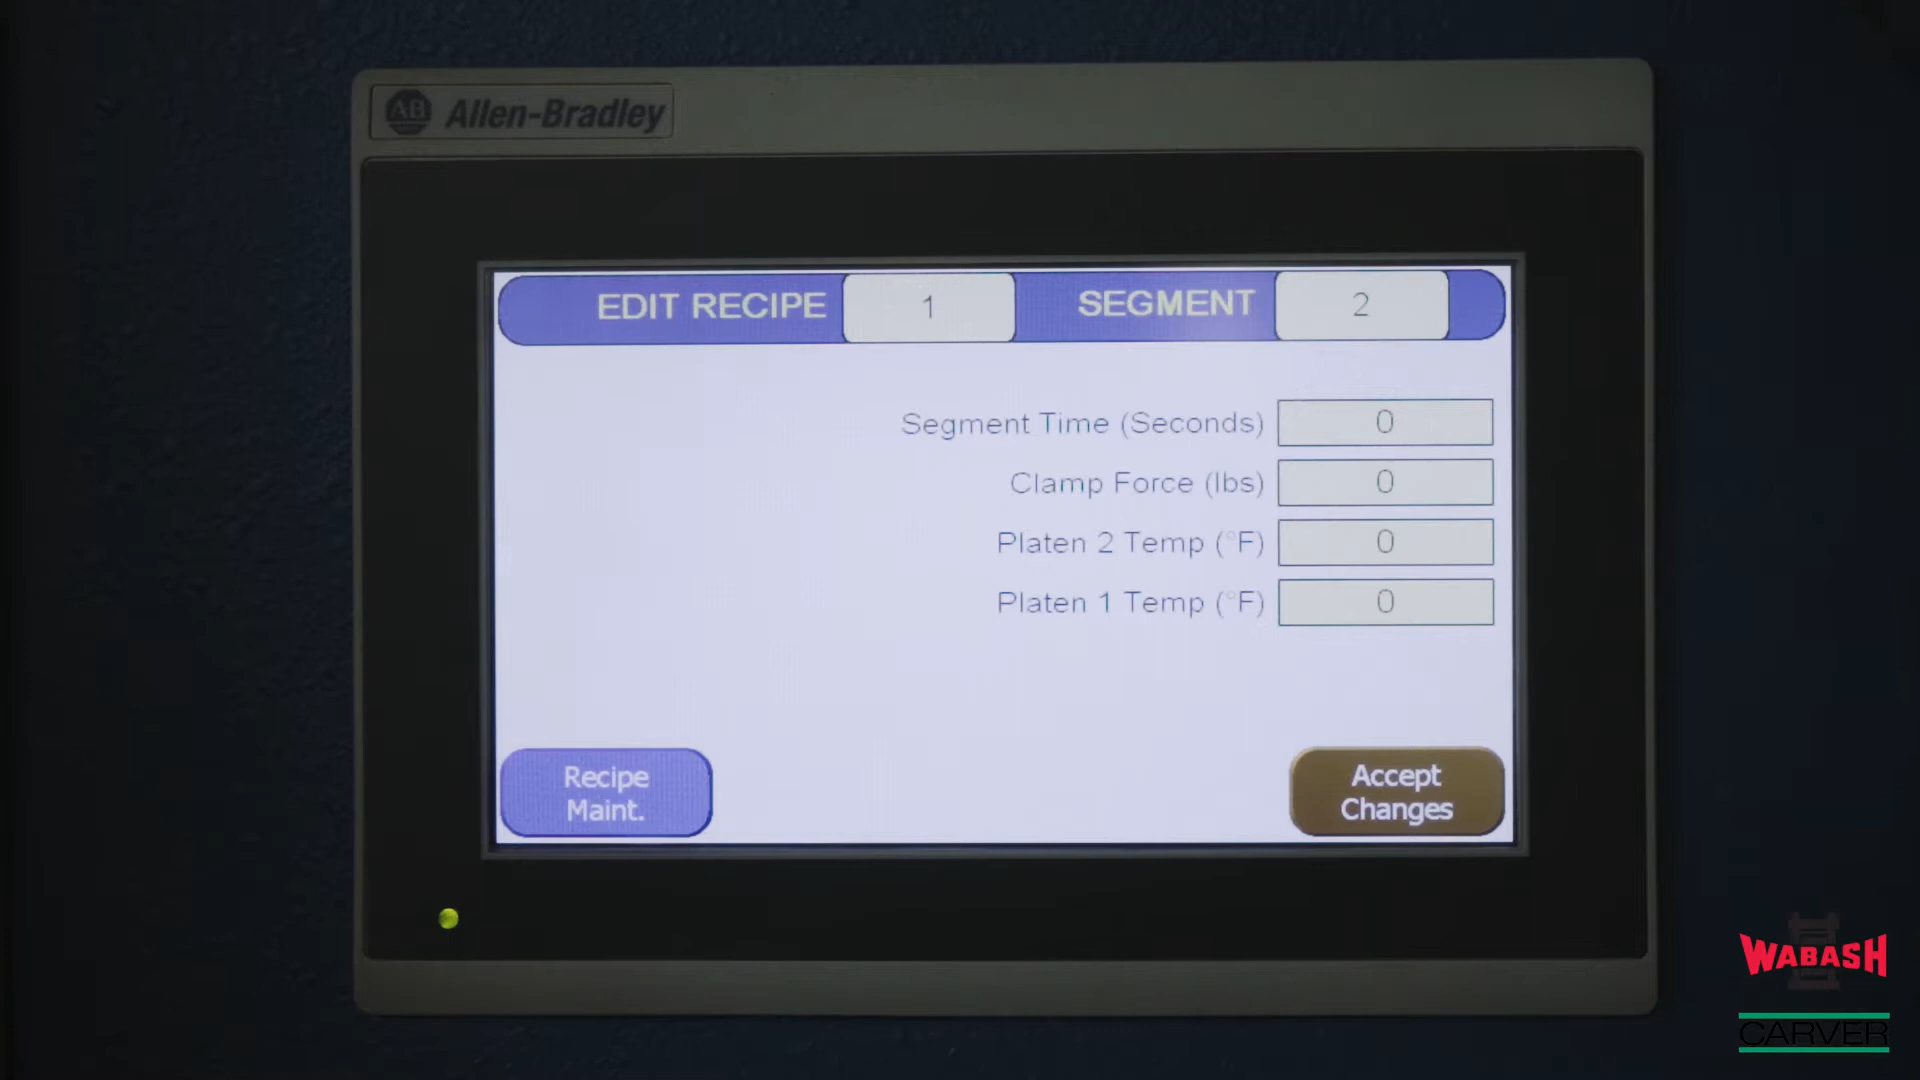 AB Allen-Bradley
EDIT RECIPE 1 SEGMENT 2
Segment Time (Seconds) 0
Clamp Force (lbs) 0
Platen 2 Temp (°F) 0
Platen 1 Temp (°F) 0
Recipe
Maint.
Accept
Changes
WABASH
CARVER